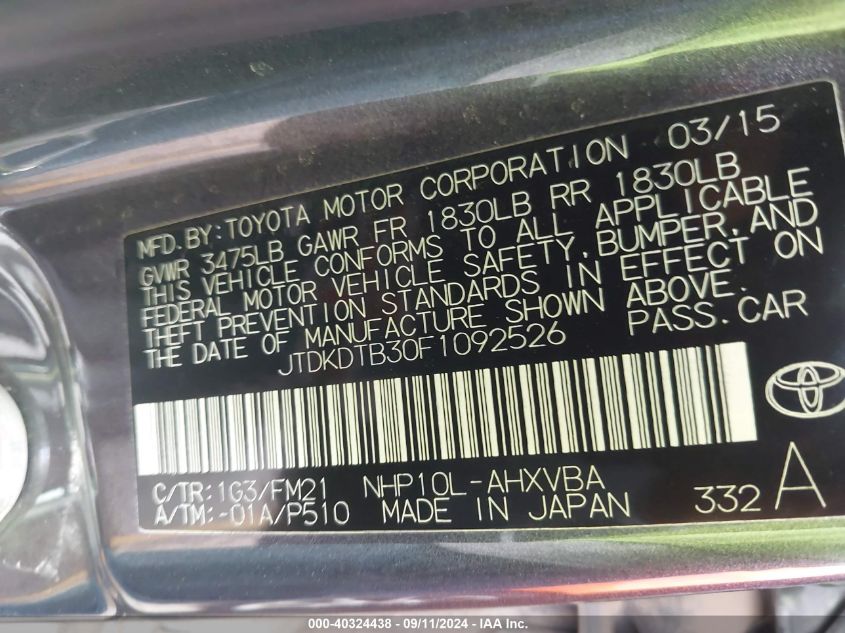 MFD. BY: TOYOTA MOTOR CORPORATION 03/15
GVWR 3475LB GAWR FR 1830LB RR 1830LB
THIS VEHICLE CONFORMS TO ALL APPLICABLE
FEDERAL MOTOR VEHICLE SAFETY, BUMPER, AND
THEFT PREVENTION STANDARDS IN EFFECT ON
THE DATE OF MANUFACTURE SHOWN ABOVE.
JTDKDTB30F1092526 PASS. CAR
C/TR: 1G3/FM21 NHP10L-AHXVBA
A/TM: -01A/P510 MADE IN JAPAN 332 A
000-40324438 - 09/11/2024 - IAA, Inc.